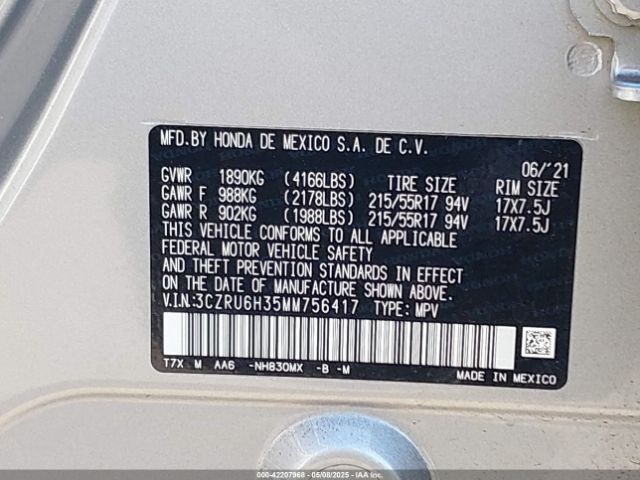 MFD.BY HONDA DE MEXICO S.A. DE C.V.
06/'21
GVWR 1890KG (4166LBS) TIRE SIZE RIM SIZE
GAWR F 988KG (2178LBS) 215/55R17 94V 17X7.5J
GAWR R 902KG (1988LBS) 215/55R17 94V 17X7.5J
THIS VEHICLE CONFORMS TO ALL APPLICABLE
FEDERAL MOTOR VEHICLE SAFETY
AND THEFT PREVENTION STANDARDS IN EFFECT
ON THE DATE OF MANUFACTURE SHOWN ABOVE.
V.I.N.:3CZRU6H35MM756417 TYPE: MPV
T7X M AA6 -NH830MX -B -M
MADE IN MEXICO
42207968 - 05/08/2025 - IAAI.COM